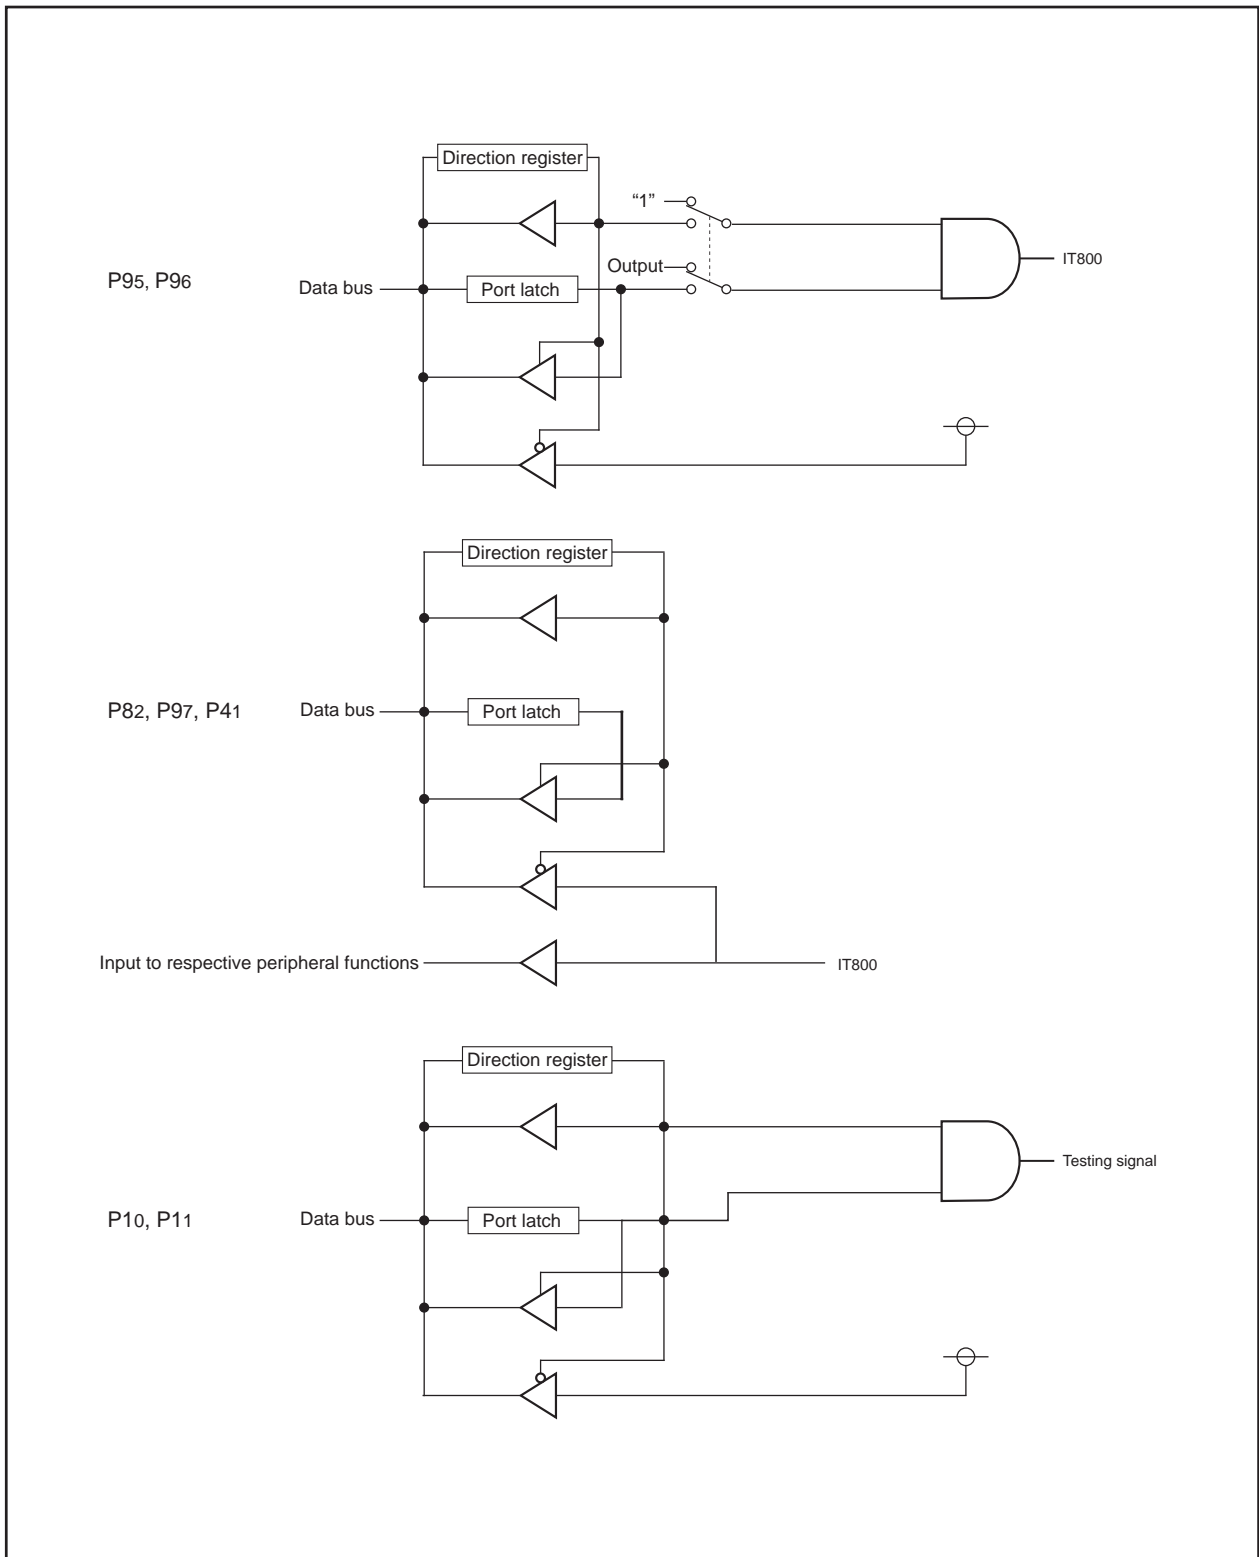 Direction register
“1”
Output
IT800
P95, P96
Data bus
Port latch
Direction register
P82, P97, P41
Data bus
Port latch
Input to respective peripheral functions
IT800
Direction register
Testing signal
P10, P11
Data bus
Port latch